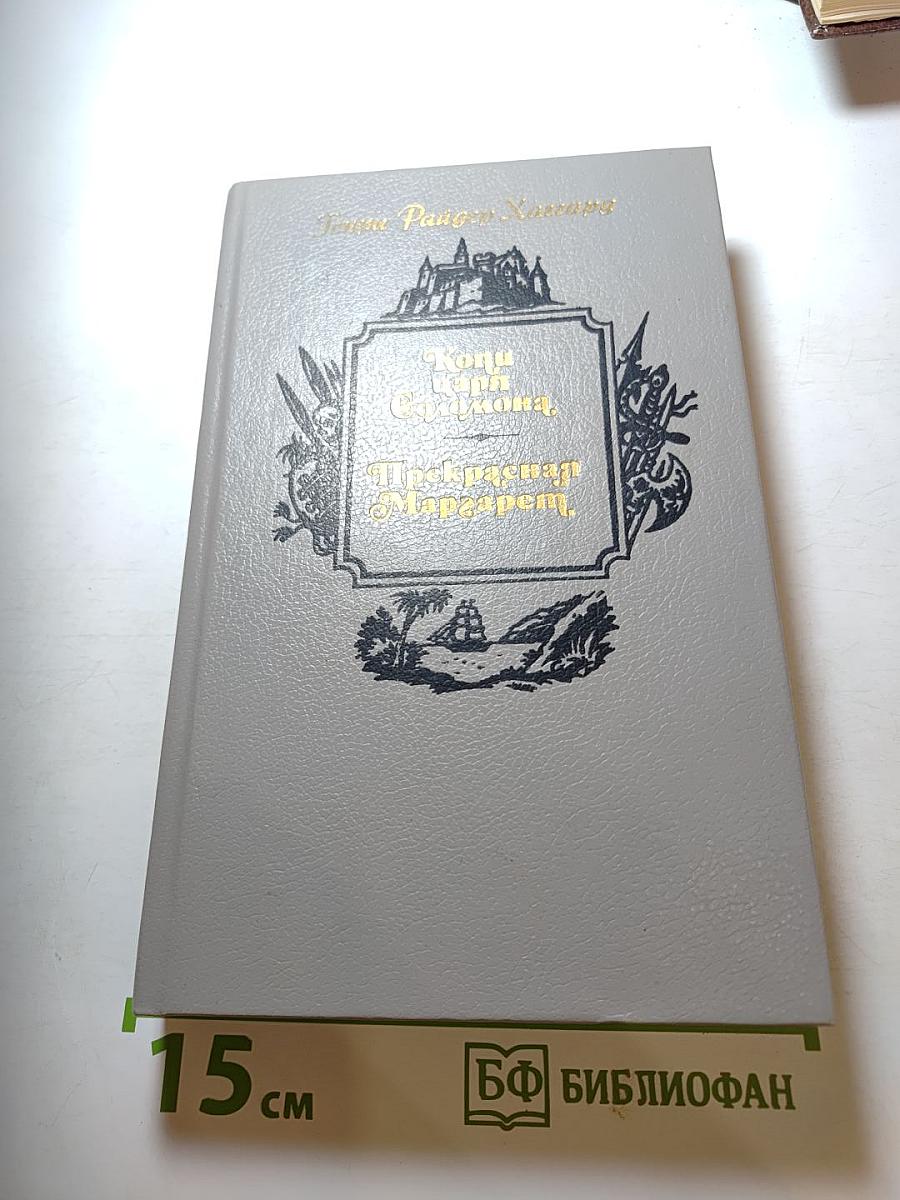 Генри Райдер Хаггард
Копи
царя
Соломона
Прекрасная
Маргарет
15 см
БФ БИБЛИОФАН